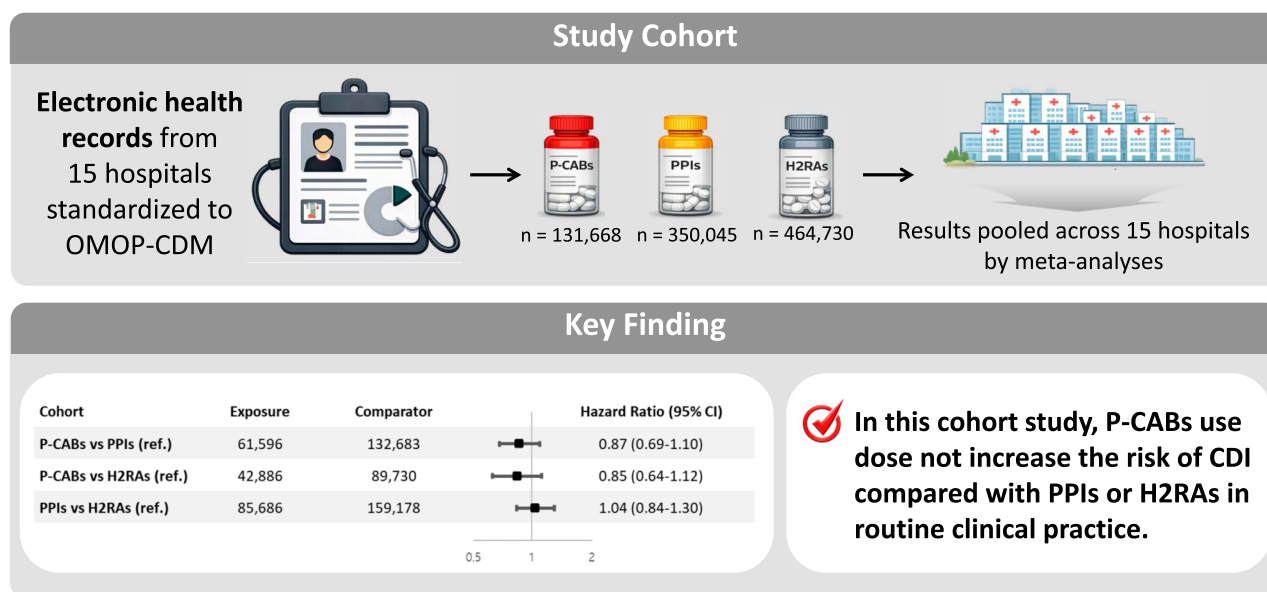 Study Cohort
Electronic health
records from
15 hospitals
standardized to
OMOP-CDM
P-CABs
PPIs
H2RAs
n = 131,668
n = 350,045
n = 464,730
Results pooled across 15 hospitals
by meta-analyses
Key Finding
Cohort Exposure Comparator Hazard Ratio (95% CI)
P-CABs vs PPIs (ref.) 61,596 132,683 0.87 (0.69-1.10)
P-CABs vs H2RAs (ref.) 42,886 89,730 0.85 (0.64-1.12)
PPIs vs H2RAs (ref.) 85,686 159,178 1.04 (0.84-1.30)
0.5 1 2
In this cohort study, P-CABs use
dose not increase the risk of CDI
compared with PPIs or H2RAs in
routine clinical practice.